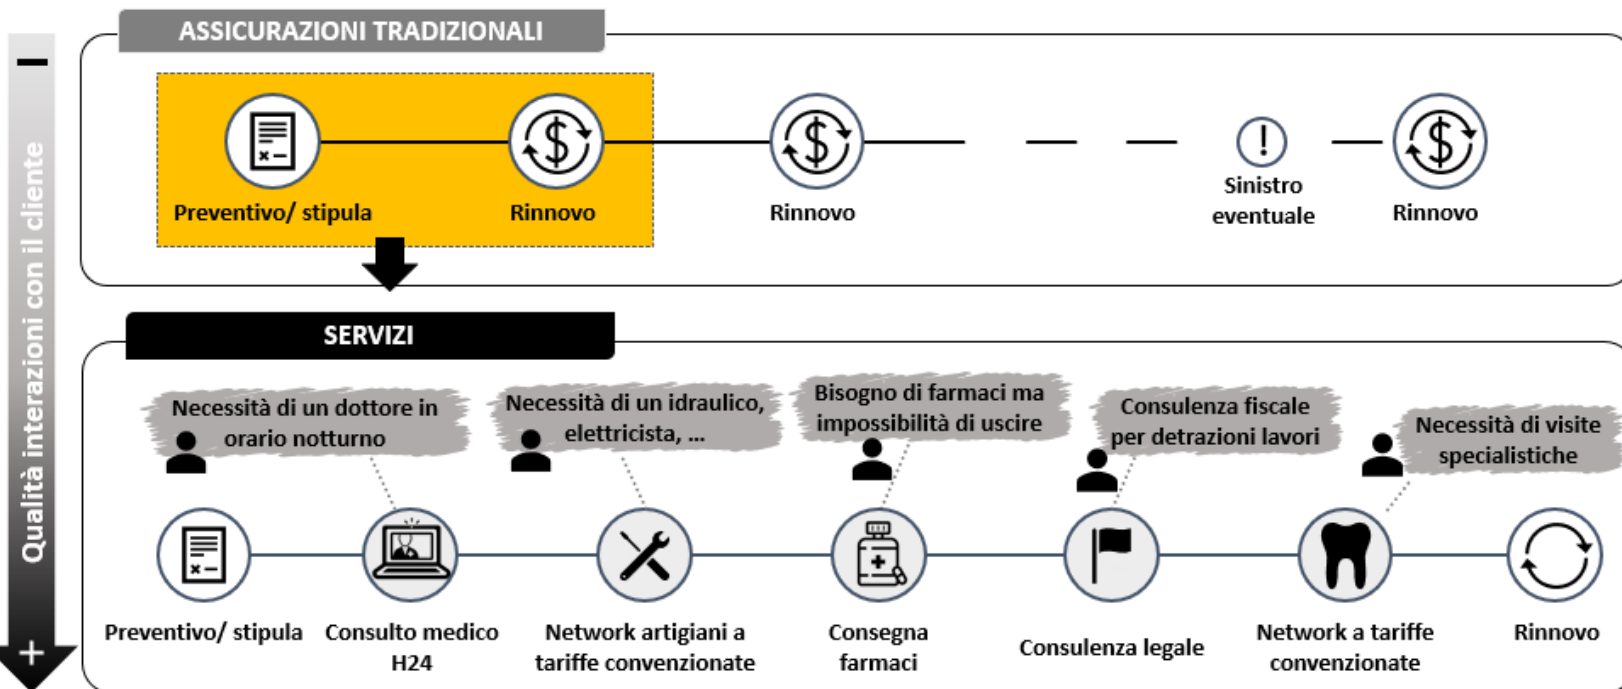 ASSICURAZIONI TRADIZIONALI
−
Qualità interazioni con il cliente
+
$
$
$
!
Preventivo/ stipula
Rinnovo
Rinnovo
Sinistro
eventuale
Rinnovo
SERVIZI
Necessità di un dottore in
orario notturno
Necessità di un idraulico,
elettricista, ...
Bisogno di farmaci ma
impossibilità di uscire
Consulenza fiscale
per detrazioni lavori
Necessità di visite
specialistiche
Preventivo/ stipula
Consulto medico
H24
Network artigiani a
tariffe convenzionate
Consegna
farmaci
Consulenza legale
Network a tariffe
convenzionate
Rinnovo